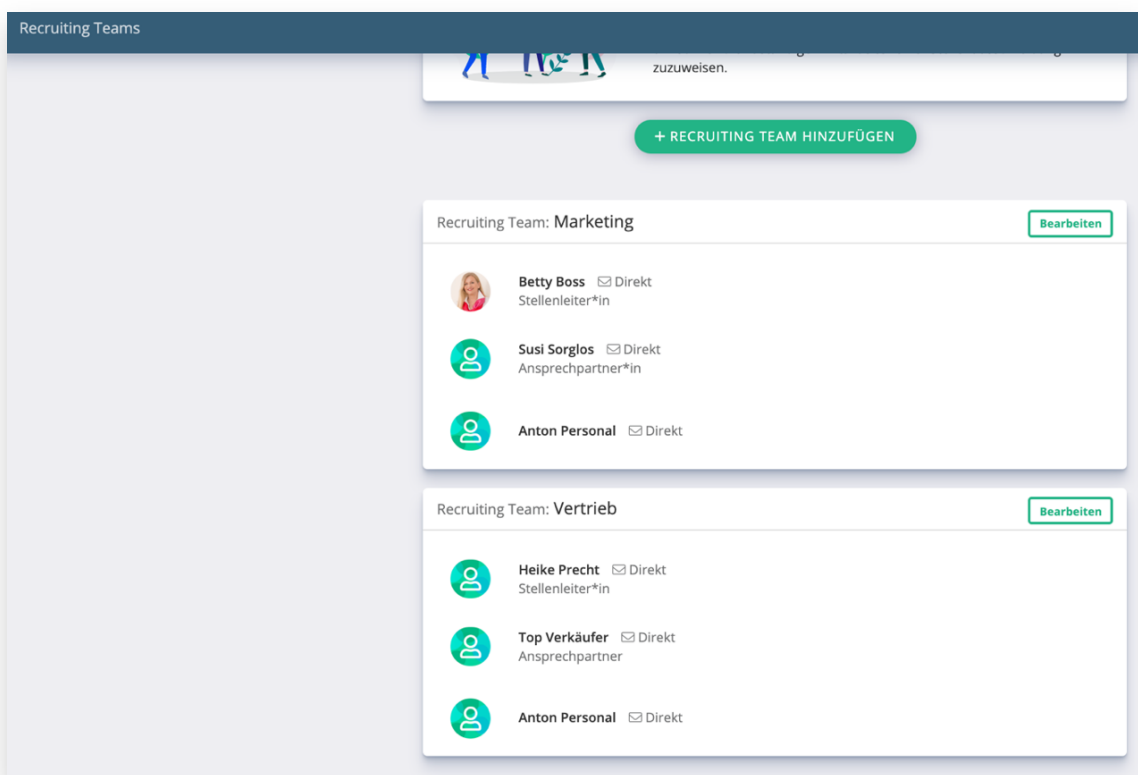 Recruiting Teams
zuzuweisen.
+ RECRUITING TEAM HINZUFÜGEN
Recruiting Team: Marketing
Bearbeiten
Betty Boss Direkt
Stellenleiter*in
Susi Sorglos Direkt
Ansprechpartner*in
Anton Personal Direkt
Recruiting Team: Vertrieb
Bearbeiten
Heike Precht Direkt
Stellenleiter*in
Top Verkäufer Direkt
Ansprechpartner
Anton Personal Direkt